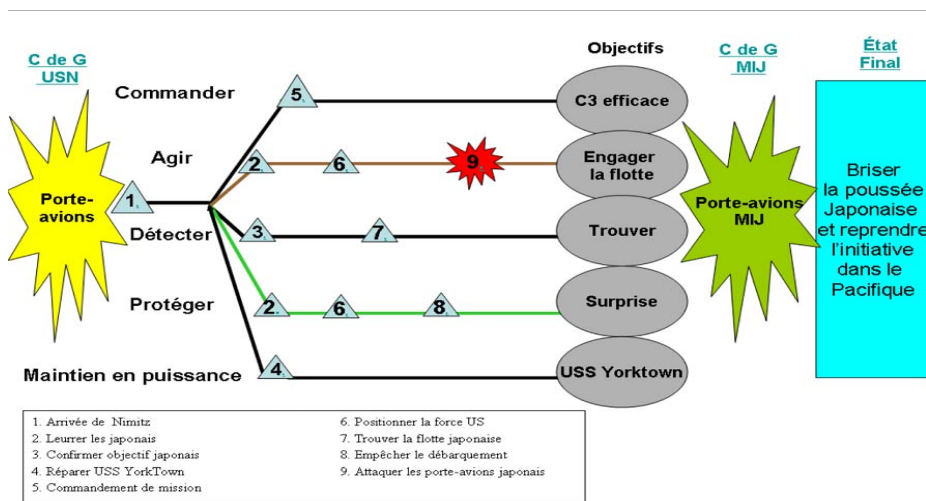 Objectifs
C de G
USN
C de G
MIJ
État
Final
Commander
5
C3 efficace
Agir
2
6
9
Engager
la flotte
Porte-
avions
1
Détecter
3
7
Trouver
Porte-avions
MIJ
Briser
la poussée
Japonaise
et reprendre
l'initiative
dans le
Pacifique
Protéger
2
6
8
Surprise
Maintien en puissance
4
USS Yorktown
1. Arrivée de Nimitz
2. Leurrer les japonais
3. Confirmer objectif japonais
4. Réparer USS YorkTown
5. Commandement de mission
6. Positionner la force US
7. Trouver la flotte japonaise
8. Empêcher le débarquement
9. Attaquer les porte-avions japonais